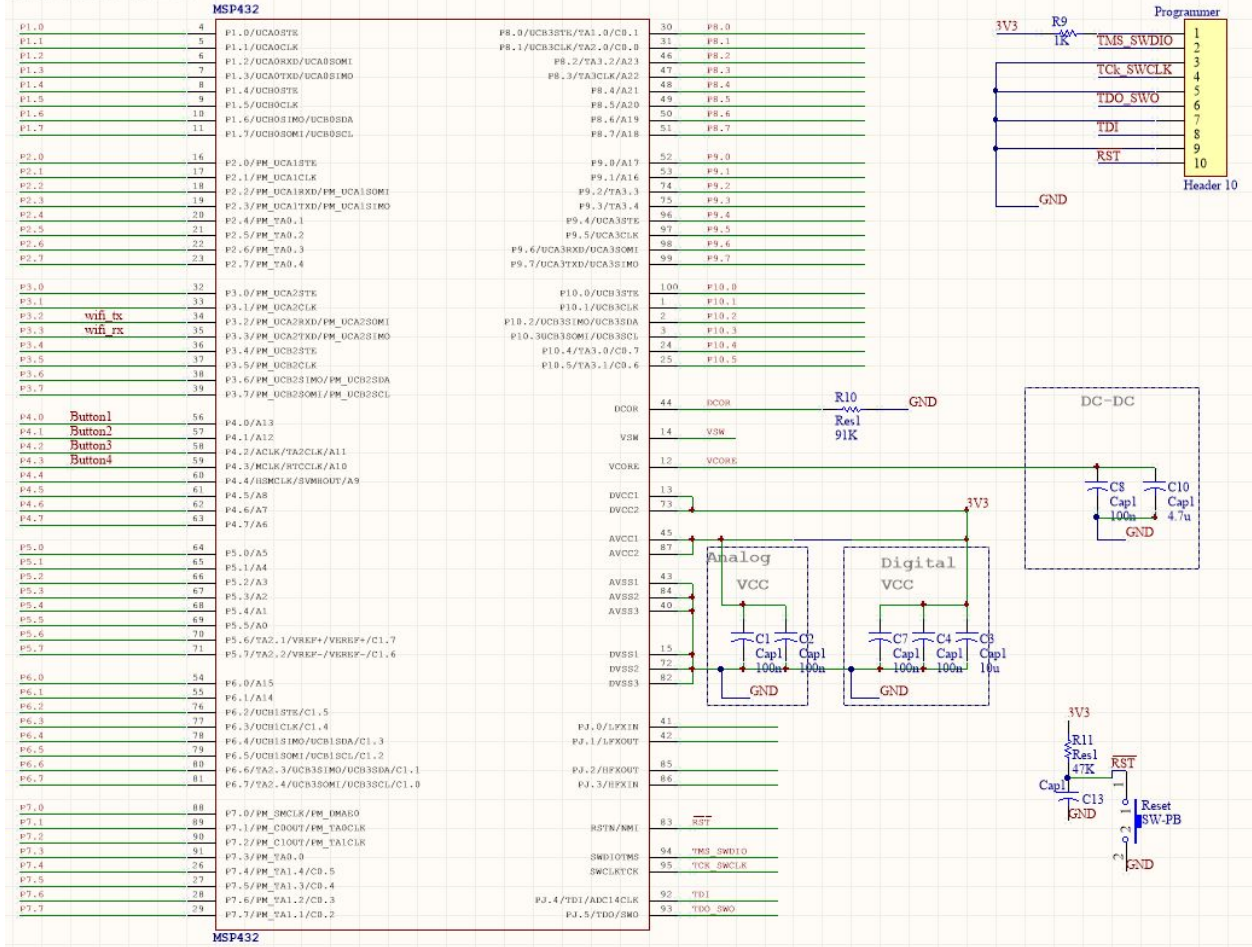 MSP432
P1.0 4 P1.0/UCA0STE
P1.1 5 P1.1/UCA0CLK
P1.2 6 P1.2/UCA0RXD/UCA0SOMI
P1.3 7 P1.3/UCA0TXD/UCA0SIMO
P1.4 8 P1.4/UCH0STE
P1.5 9 P1.5/UCH0CLK
P1.6 10 P1.6/UCH0SIMO/UCB0SDA
P1.7 11 P1.7/UCH0SOMI/UCB0SCL
P2.0 16 P2.0/PM_UCA1STE
P2.1 17 P2.1/PM_UCA1CLK
P2.2 18 P2.2/PM_UCA1RXD/PM_UCA1SOMI
P2.3 19 P2.3/PM_UCA1TXD/PM_UCA1SIMO
P2.4 20 P2.4/PM_TA0.1
P2.5 21 P2.5/PM_TA0.2
P2.6 22 P2.6/PM_TA0.3
P2.7 23 P2.7/PM_TA0.4
P3.0 32 P3.0/PM_UCA2STE
P3.1 33 P3.1/PM_UCA2CLK
P3.2 wifi_tx 34 P3.2/PM_UCA2RXD/PM_UCA2SOMI
P3.3 wifi_rx 35 P3.3/PM_UCA2TXD/PM_UCA2SIMO
P3.4 36 P3.4/PM_UCB2STE
P3.5 37 P3.5/PM_UCB2CLK
P3.6 38 P3.6/PM_UCB2SIMO/PM_UCB2SDA
P3.7 39 P3.7/PM_UCB2SOMI/PM_UCB2SCL
P4.0 Button1 56 P4.0/A13
P4.1 Button2 57 P4.1/A12
P4.2 Button3 58 P4.2/ACLK/TA2CLK/A11
P4.3 Button4 59 P4.3/MCLK/RTCCLK/A10
P4.4 60 P4.4/HSMCLK/SVMHOUT/A9
P4.5 61 P4.5/A8
P4.6 62 P4.6/A7
P4.7 63 P4.7/A6
P5.0 64 P5.0/A5
P5.1 65 P5.1/A4
P5.2 66 P5.2/A3
P5.3 67 P5.3/A2
P5.4 68 P5.4/A1
P5.5 69 P5.5/A0
P5.6 70 P5.6/TA2.1/VREF+/VEREF+/C1.7
P5.7 71 P5.7/TA2.2/VREF-/VEREF-/C1.6
P6.0 54 P6.0/A15
P6.1 55 P6.1/A14
P6.2 76 P6.2/UCH1STE/C1.5
P6.3 77 P6.3/UCH1CLK/C1.4
P6.4 78 P6.4/UCH1SIMO/UCB1SDA/C1.3
P6.5 79 P6.5/UCH1SOMI/UCB1SCL/C1.2
P6.6 80 P6.6/TA2.3/UCB3SIMO/UCB3SDA/C1.1
P6.7 81 P6.7/TA2.4/UCB3SOMI/UCB3SCL/C1.0
P7.0 88 P7.0/PM_SMCLK/PM_DMAE0
P7.1 89 P7.1/PM_C0OUT/PM_TA0CLK
P7.2 90 P7.2/PM_C1OUT/PM_TA1CLK
P7.3 91 P7.3/PM_TA0.0
P7.4 26 P7.4/PM_TA1.4/C0.5
P7.5 27 P7.5/PM_TA1.3/C0.4
P7.6 28 P7.6/PM_TA1.2/C0.3
P7.7 29 P7.7/PM_TA1.1/C0.2
P8.0/UCB3STE/TA1.0/C0.1 30 P8.0
P8.1/UCB3CLK/TA2.0/C0.0 31 P8.1
P8.2/TA3.2/A23 46 P8.2
P8.3/TA3CLK/A22 47 P8.3
P8.4/A21 48 P8.4
P8.5/A20 49 P8.5
P8.6/A19 50 P8.6
P8.7/A18 51 P8.7
P9.0/A17 52 P9.0
P9.1/A16 53 P9.1
P9.2/TA3.3 74 P9.2
P9.3/TA3.4 75 P9.3
P9.4/UCA3STE 96 P9.4
P9.5/UCA3CLK 97 P9.5
P9.6/UCA3RXD/UCA3SOMI 98 P9.6
P9.7/UCA3TXD/UCA3SIMO 99 P9.7
P10.0/UCB3STE 100 P10.0
P10.1/UCB3CLK 1 P10.1
P10.2/UCB3SIMO/UCB3SDA 2 P10.2
P10.3UCB3SOMI/UCB3SCL 3 P10.3
P10.4/TA3.0/C0.7 24 P10.4
P10.5/TA3.1/C0.6 25 P10.5
DCOR 44 DCOR
VSW 14 VSW
VCORE 12 VCORE
DVCC1 13
DVCC2 73
AVCC1 45
AVCC2 87
AVSS1 43
AVSS2 84
AVSS3 40
DVSS1 15
DVSS2 72
DVSS3 82
PJ.0/LFXIN 41
PJ.1/LFXOUT 42
PJ.2/HFXOUT 85
PJ.3/HFXIN 86
RSTN/NMI 83 RST
SWDIOTMS 94 TMS_SWDIO
SWCLKTCK 95 TCK_SWCLK
PJ.4/TDI/ADC14CLK 92 TDI
PJ.5/TDO/SWO 93 TDO_SWO
MSP432
Programmer
3V3 R9 1
1K TMS_SWDIO 2
3
TCk_SWCLK 4
5
TDO_SWO 6
7
TDI 8
9
RST 10
Header 10
GND
R10 GND
Res1
91K
DC-DC
C8 C10
Cap1 Cap1
100n 4.7u
GND
3V3
Analog
VCC
C1 C2
Cap1 Cap1
100n 100n
GND
Digital
VCC
C7 C4 C3
Cap1 Cap1 Cap1
100n 100n 10u
GND
3V3
R11
Res1
47K
RST
Cap1
C13
GND
1
1
Reset
SW-PB
2
2
GND